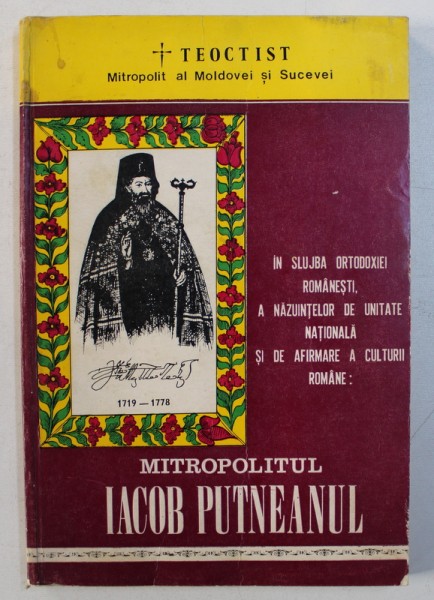 † TEOCTIST
Mitropolit al Moldovei și Sucevei
ÎN SLUJBA ORTODOXIEI
ROMÂNEȘTI,
A NĂZUINȚELOR DE UNITATE
NAȚIONALĂ
ȘI DE AFIRMARE A CULTURII
ROMÂNE:
1719 — 1778
MITROPOLITUL
IACOB PUTNEANUL